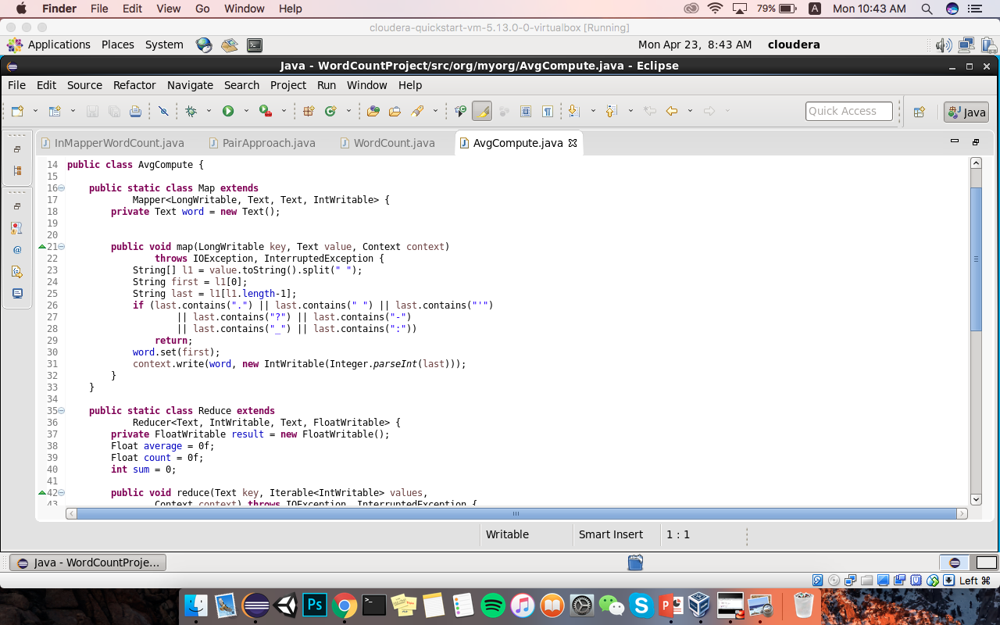 Finder File Edit View Go Window Help 79% A Mon 10:43 AM
cloudera-quickstart-vm-5.13.0-0-virtualbox [Running]
Applications Places System Mon Apr 23, 8:43 AM cloudera
Java - WordCountProject/src/org/myorg/AvgCompute.java - Eclipse
File Edit Source Refactor Navigate Search Project Run Window Help
Quick Access Java
InMapperWordCount.java PairApproach.java WordCount.java AvgCompute.java
14 public class AvgCompute {
15
16 public static class Map extends
17 Mapper<LongWritable, Text, Text, IntWritable> {
18 private Text word = new Text();
19
20
21 public void map(LongWritable key, Text value, Context context)
22 throws IOException, InterruptedException {
23 String[] l1 = value.toString().split(" ");
24 String first = l1[0];
25 String last = l1[l1.length-1];
26 if (last.contains(".") || last.contains(" ") || last.contains("'")
27 || last.contains("?") || last.contains("-")
28 || last.contains("_") || last.contains(":"))
29 return;
30 word.set(first);
31 context.write(word, new IntWritable(Integer.parseInt(last)));
32 }
33 }
34
35 public static class Reduce extends
36 Reducer<Text, IntWritable, Text, FloatWritable> {
37 private FloatWritable result = new FloatWritable();
38 Float average = 0f;
39 Float count = 0f;
40 int sum = 0;
41
42 public void reduce(Text key, Iterable<IntWritable> values,
43 Context context) throws IOException, InterruptedException {
Writable Smart Insert 1 : 1
Java - WordCountProje...
Left ⌘
Ps